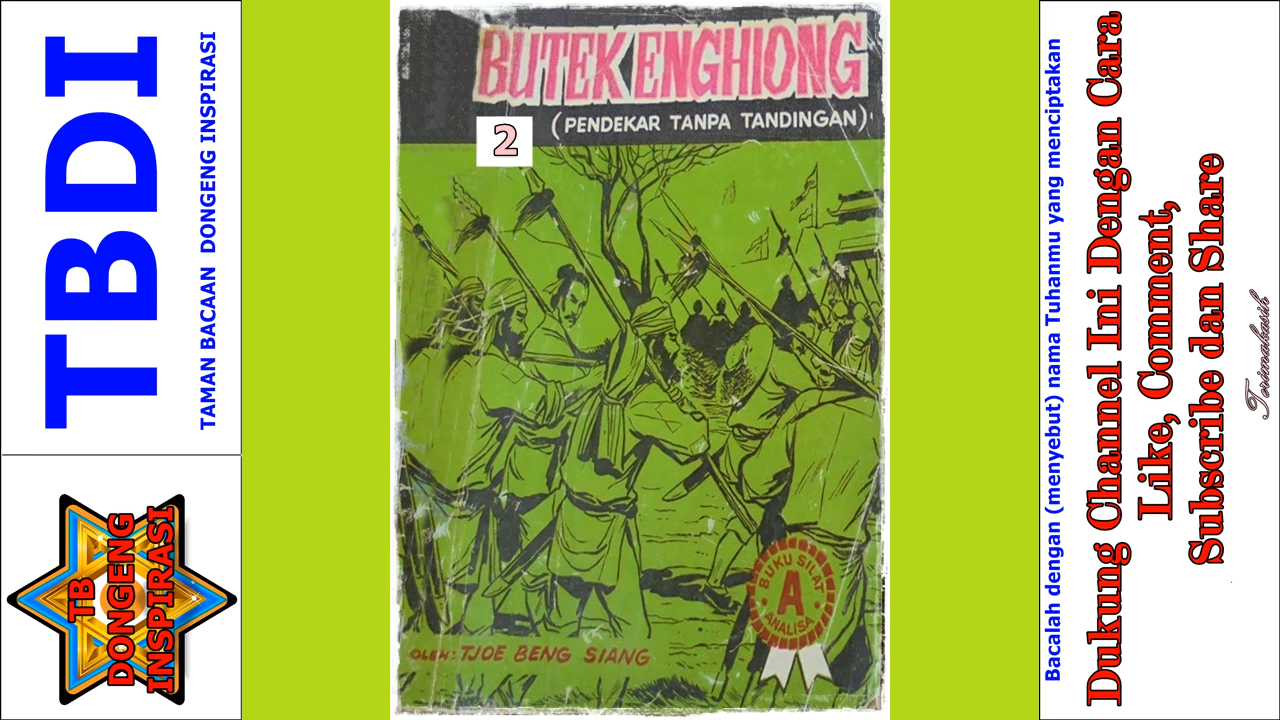 TBDI
TAMAN BACAAN DONGENG INSPIRASI
TB
DONGENG
INSPIRASI
BUTEK ENGHIONG
(PENDEKAR TANPA TANDINGAN)
2
BUKU SILAT
A
ANALISA
OLEH: TJOE BENG SIANG
Bacalah dengan (menyebut) nama Tuhanmu yang menciptakan
Dukung Channel Ini Dengan Cara
Like, Comment,
Subscribe dan Share
Terimakasih